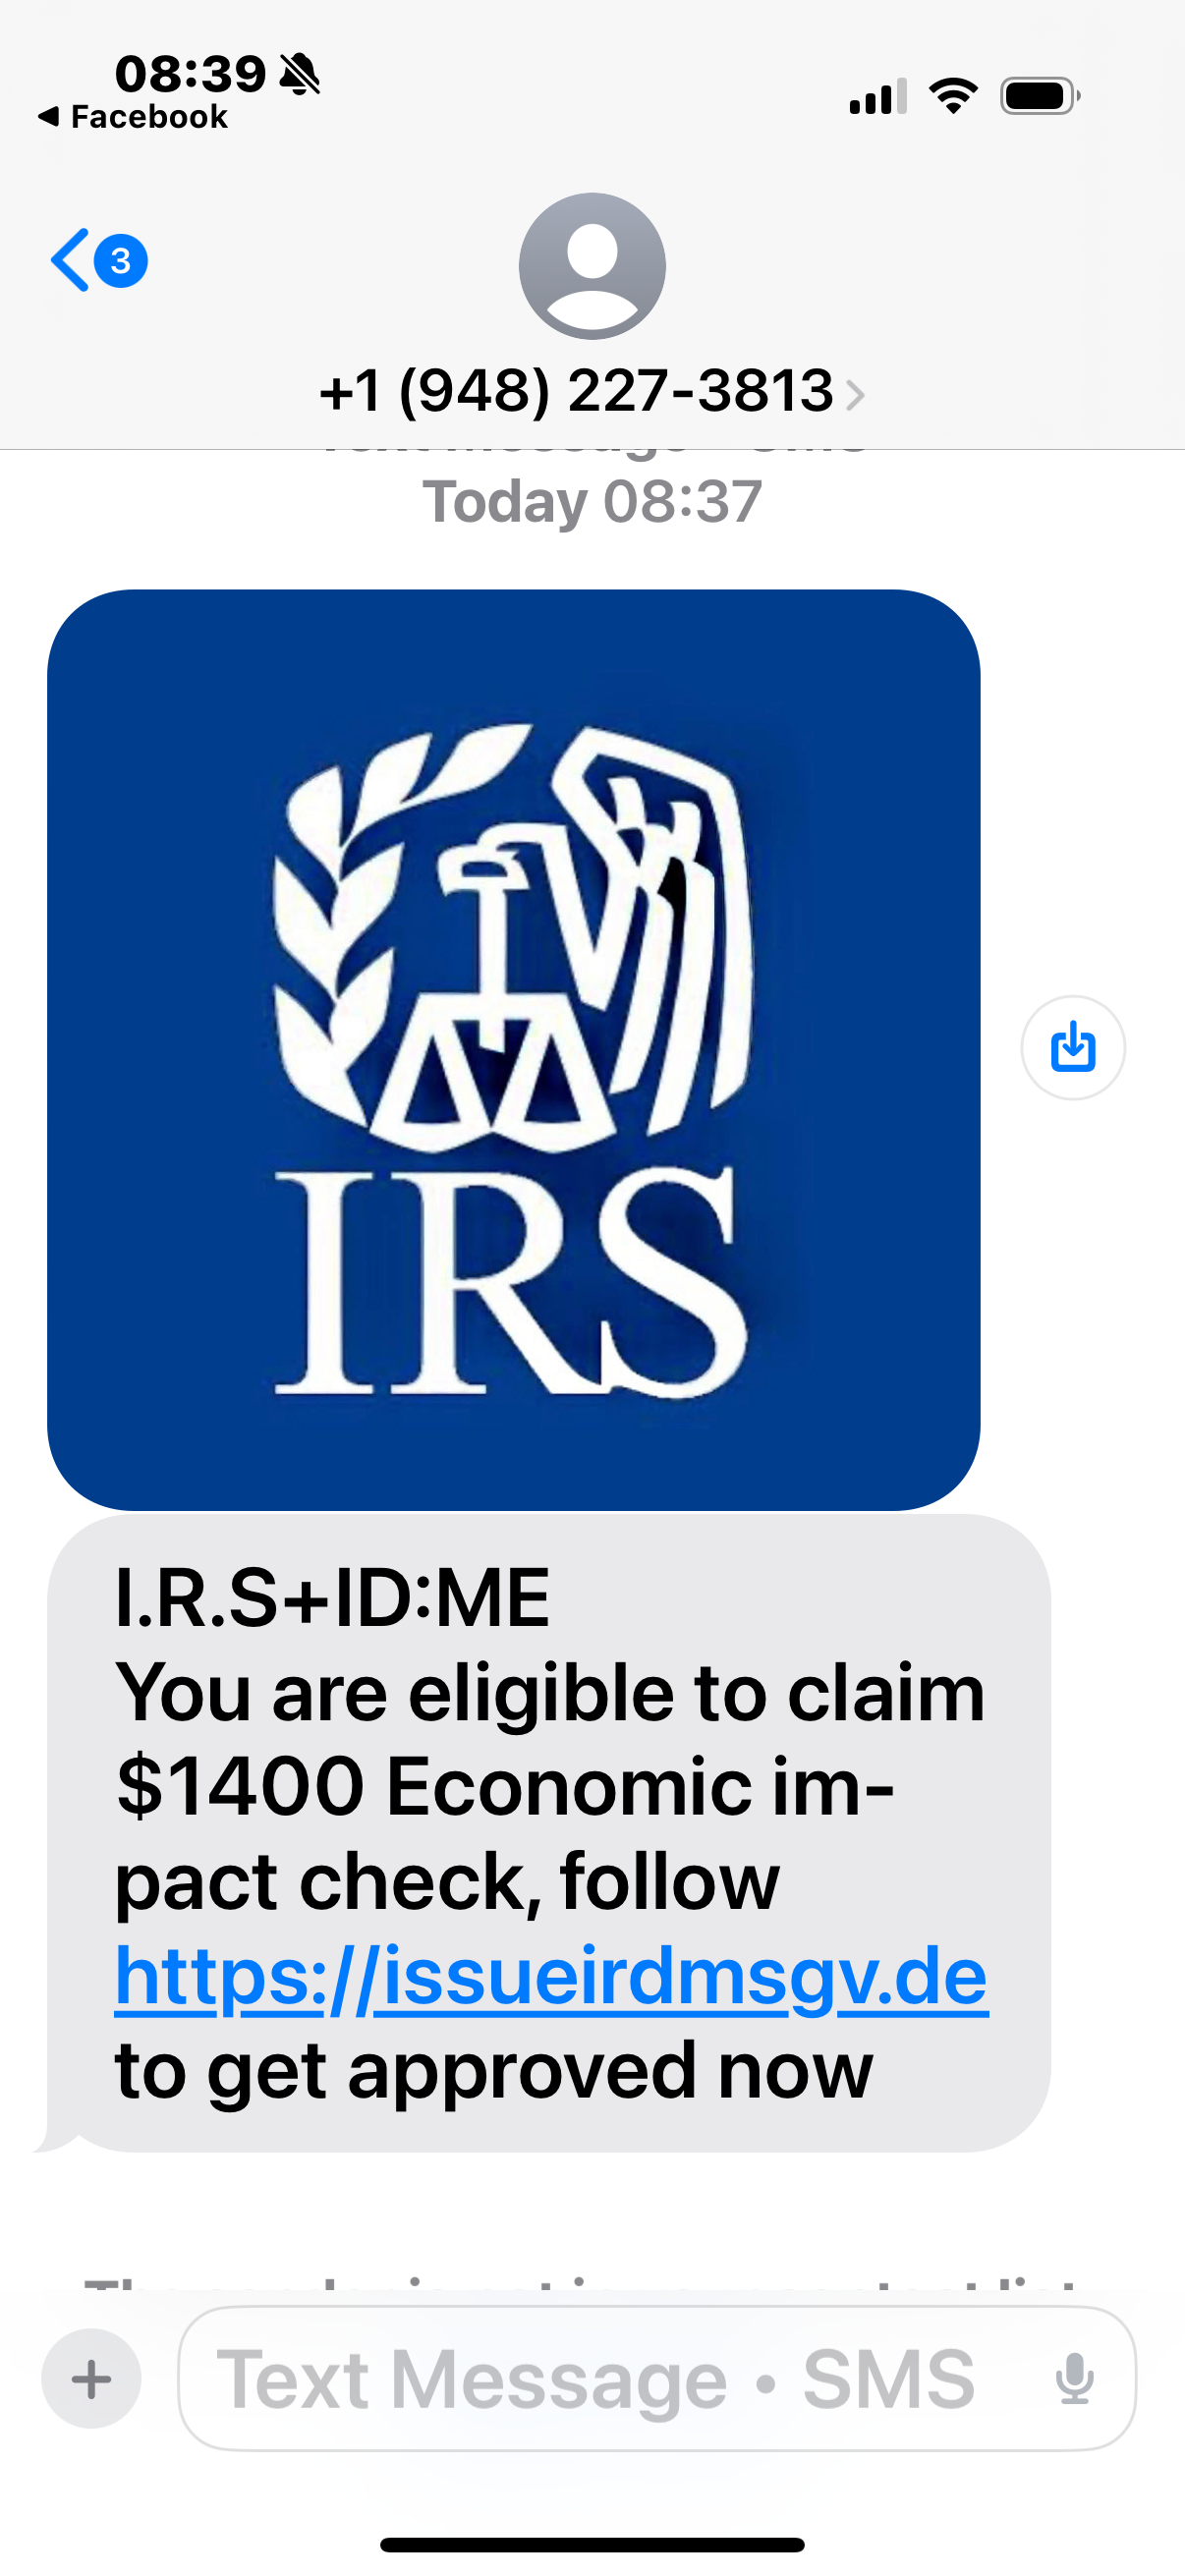 08:39
◀ Facebook
3
+1 (948) 227-3813
Today 08:37
IRS
I.R.S+ID:ME
You are eligible to claim
$1400 Economic im-
pact check, follow
https://issueirdmsgv.de
to get approved now
Text Message • SMS